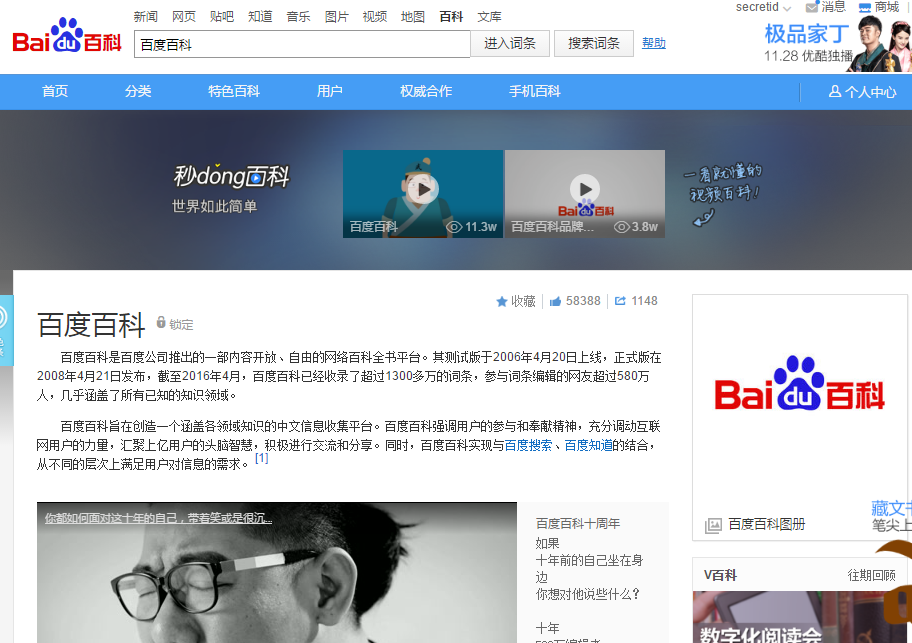 新闻 网页 贴吧 知道 音乐 图片 视频 地图 百科 文库
secretid 消息 商城
Bai du 百科
百度百科
进入词条 搜索词条 帮助
极品家丁
11.28 优酷独播
首页 分类 特色百科 用户 权威合作 手机百科 个人中心
秒dǒng百科
世界如此简单
百度百科 11.3w
Bai du 百科
百度百科品牌... 3.8w
一看就懂的
视频百科!
收藏 58388 1148
百度百科 锁定
百度百科是百度公司推出的一部内容开放、自由的网络百科全书平台。其测试版于2006年4月20日上线，正式版在
2008年4月21日发布，截至2016年4月，百度百科已经收录了超过1300多万的词条，参与词条编辑的网友超过580万
人，几乎涵盖了所有已知的知识领域。
百度百科旨在创造一个涵盖各领域知识的中文信息收集平台。百度百科强调用户的参与和奉献精神，充分调动互联
网用户的力量，汇聚上亿用户的头脑智慧，积极进行交流和分享。同时，百度百科实现与百度搜索、百度知道的结合，
从不同的层次上满足用户对信息的需求。 [1]
你都如何面对这十年的自己，带着笑或是很沉...
百度百科十周年
如果
十年前的自己坐在身
边
你想对他说些什么？
十年
Bai du 百科
百度百科图册
藏文书
笔尖上
V百科 往期回顾
数字化阅读会